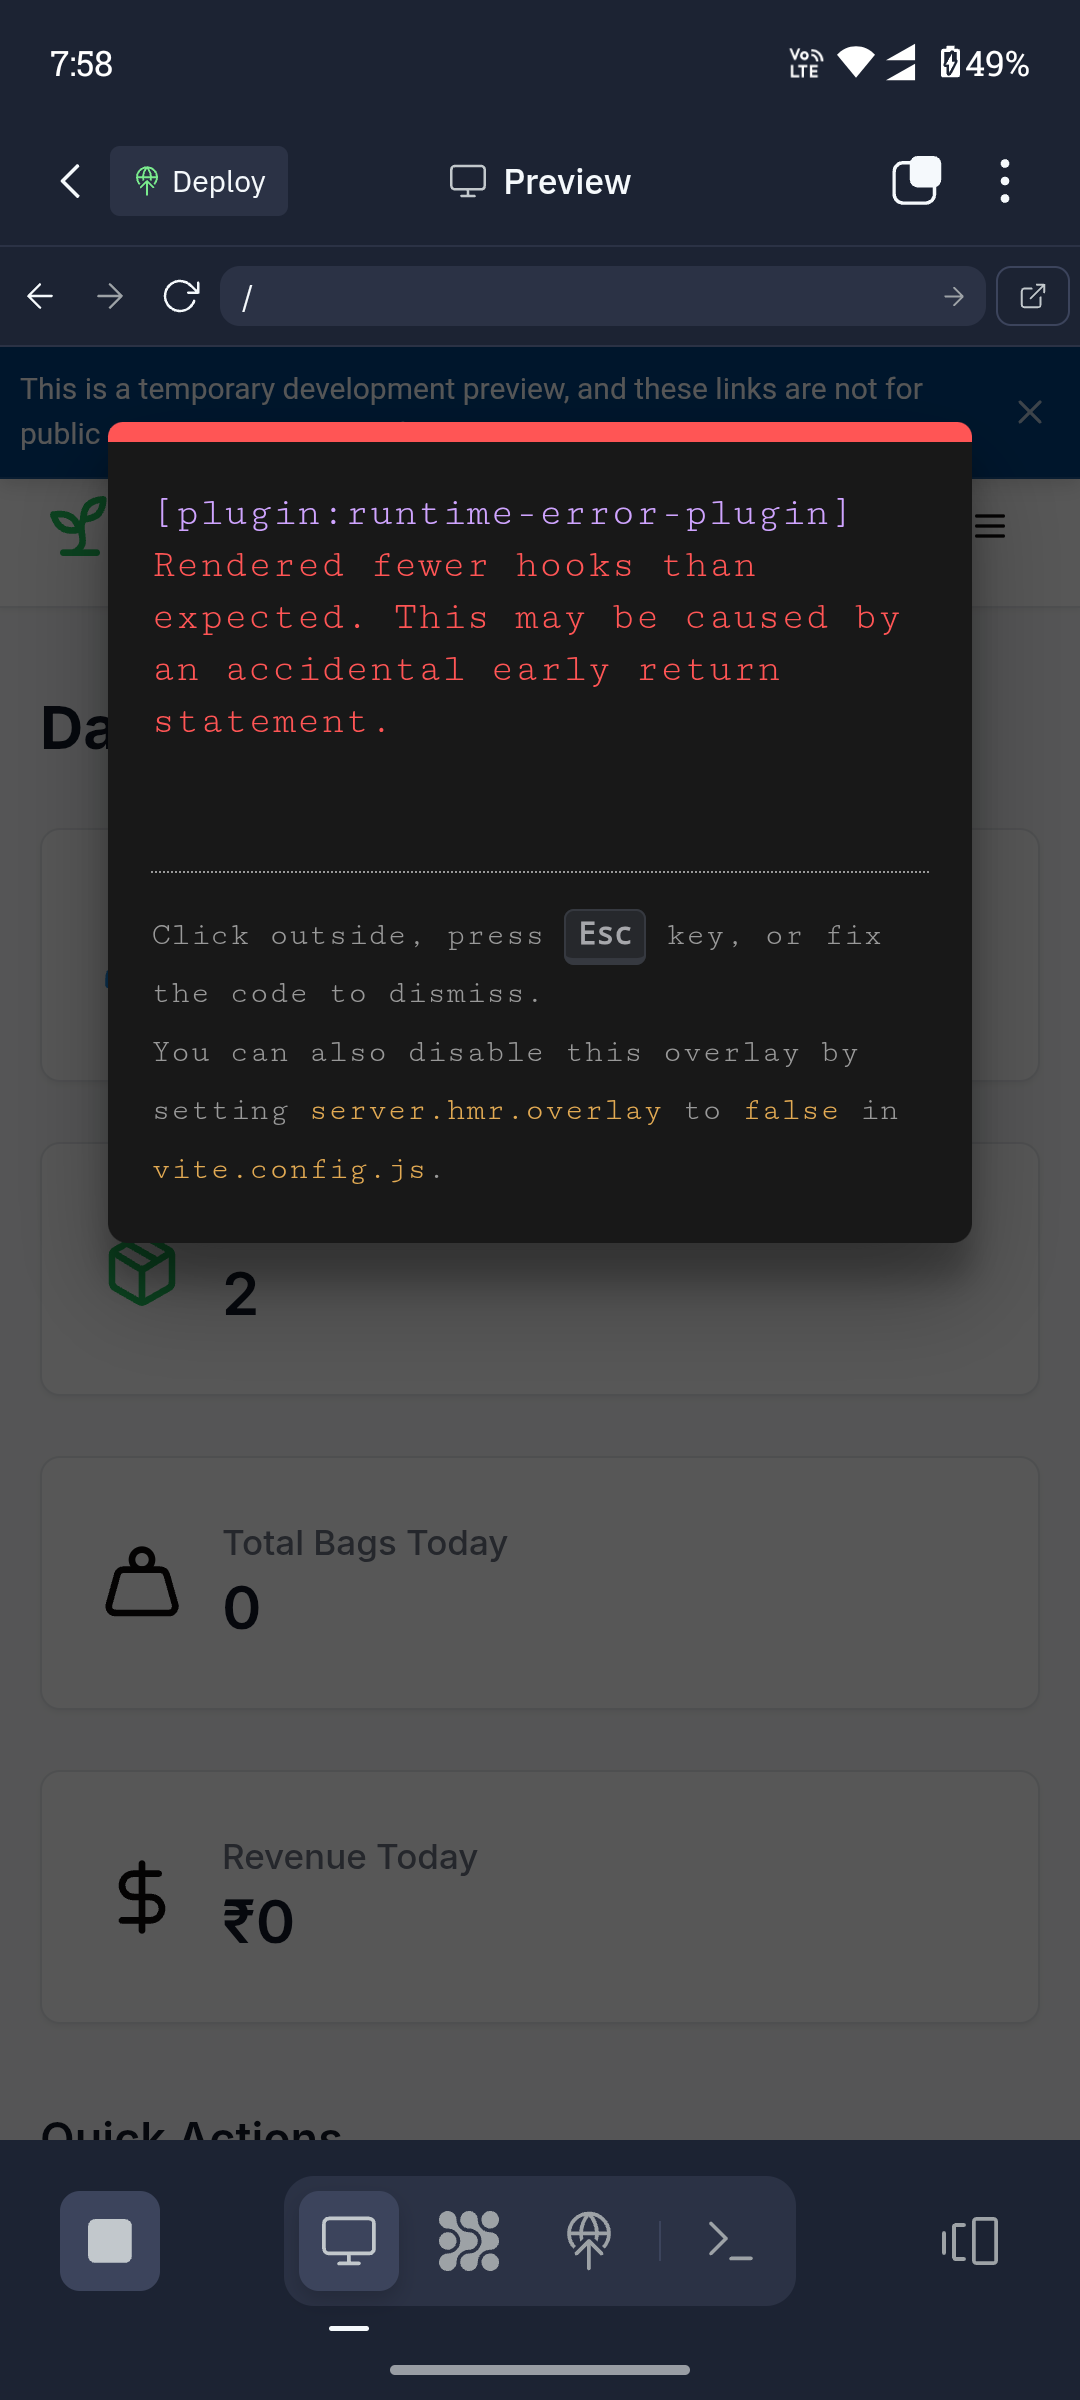 7:58
Vo LTE 49%
Deploy
Preview
/
This is a temporary development preview, and these links are not for
public
[plugin:runtime-error-plugin]
Rendered fewer hooks than
expected. This may be caused by
an accidental early return
statement.
Da
Click outside, press Esc key, or fix
the code to dismiss.
You can also disable this overlay by
setting server.hmr.overlay to false in
vite.config.js.
2
Total Bags Today
0
Revenue Today
₹0
Quick Actions